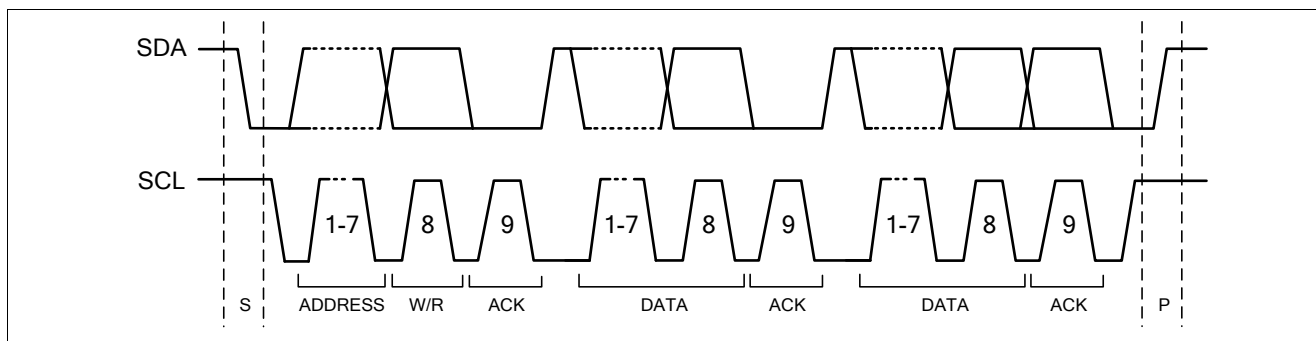 SDA
SCL
1-7 8 9 1-7 8 9 1-7 8 9
S ADDRESS W/R ACK DATA ACK DATA ACK P